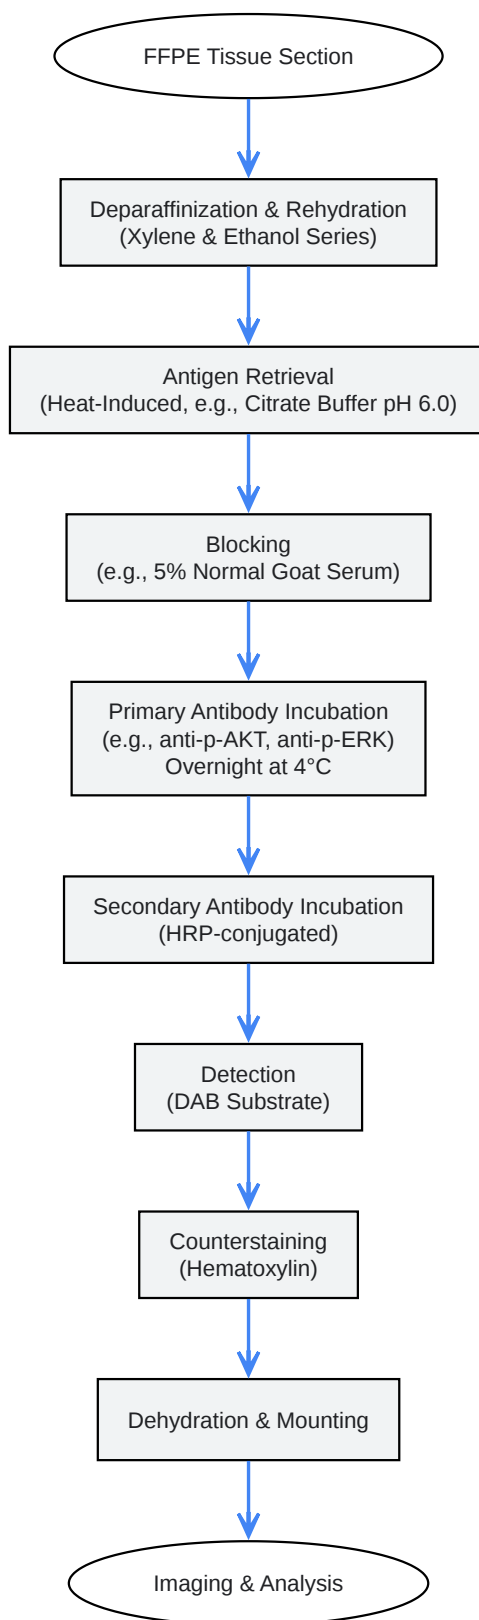 FFPE Tissue Section
Deparaffinization & Rehydration
(Xylene & Ethanol Series)
Antigen Retrieval
(Heat-Induced, e.g., Citrate Buffer pH 6.0)
Blocking
(e.g., 5% Normal Goat Serum)
Primary Antibody Incubation
(e.g., anti-p-AKT, anti-p-ERK)
Overnight at 4°C
Secondary Antibody Incubation
(HRP-conjugated)
Detection
(DAB Substrate)
Counterstaining
(Hematoxylin)
Dehydration & Mounting
Imaging & Analysis